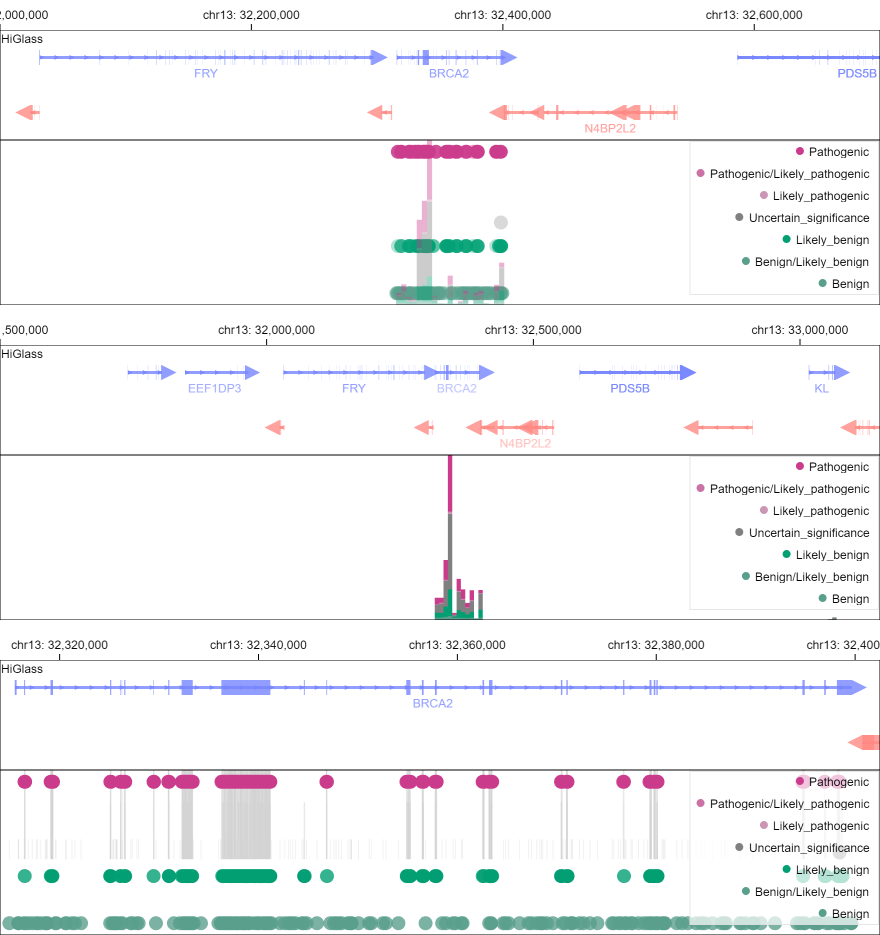 2,000,000 chr13: 32,200,000 chr13: 32,400,000 chr13: 32,600,000
HiGlass
FRY BRCA2 PDS5B
N4BP2L2
Pathogenic
Pathogenic/Likely_pathogenic
Likely_pathogenic
Uncertain_significance
Likely_benign
Benign/Likely_benign
Benign
,500,000 chr13: 32,000,000 chr13: 32,500,000 chr13: 33,000,000
HiGlass
EEF1DP3 FRY BRCA2 PDS5B KL
N4BP2L2
Pathogenic
Pathogenic/Likely_pathogenic
Likely_pathogenic
Uncertain_significance
Likely_benign
Benign/Likely_benign
Benign
chr13: 32,320,000 chr13: 32,340,000 chr13: 32,360,000 chr13: 32,380,000 chr13: 32,400
HiGlass
BRCA2
Pathogenic
Pathogenic/Likely_pathogenic
Likely_pathogenic
Uncertain_significance
Likely_benign
Benign/Likely_benign
Benign